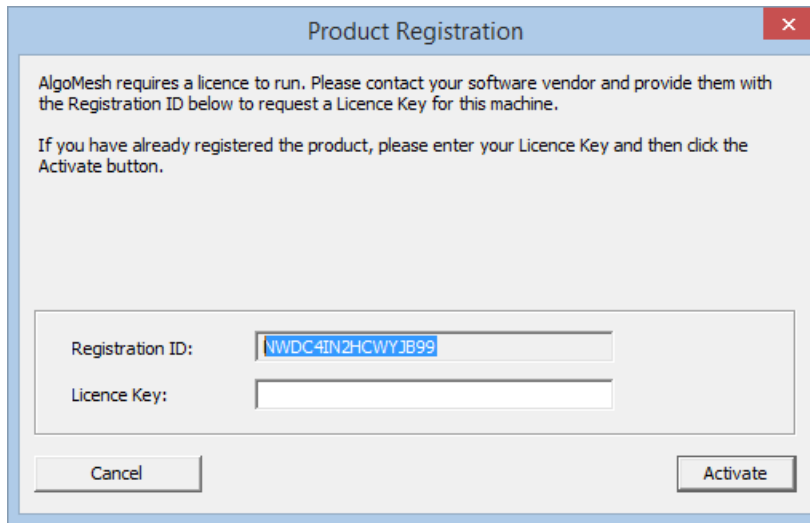 Product Registration
AlgoMesh requires a licence to run. Please contact your software vendor and provide them with
the Registration ID below to request a Licence Key for this machine.
If you have already registered the product, please enter your Licence Key and then click the
Activate button.
Registration ID: NWDC4IN2HCWYJB99
Licence Key:
Cancel Activate